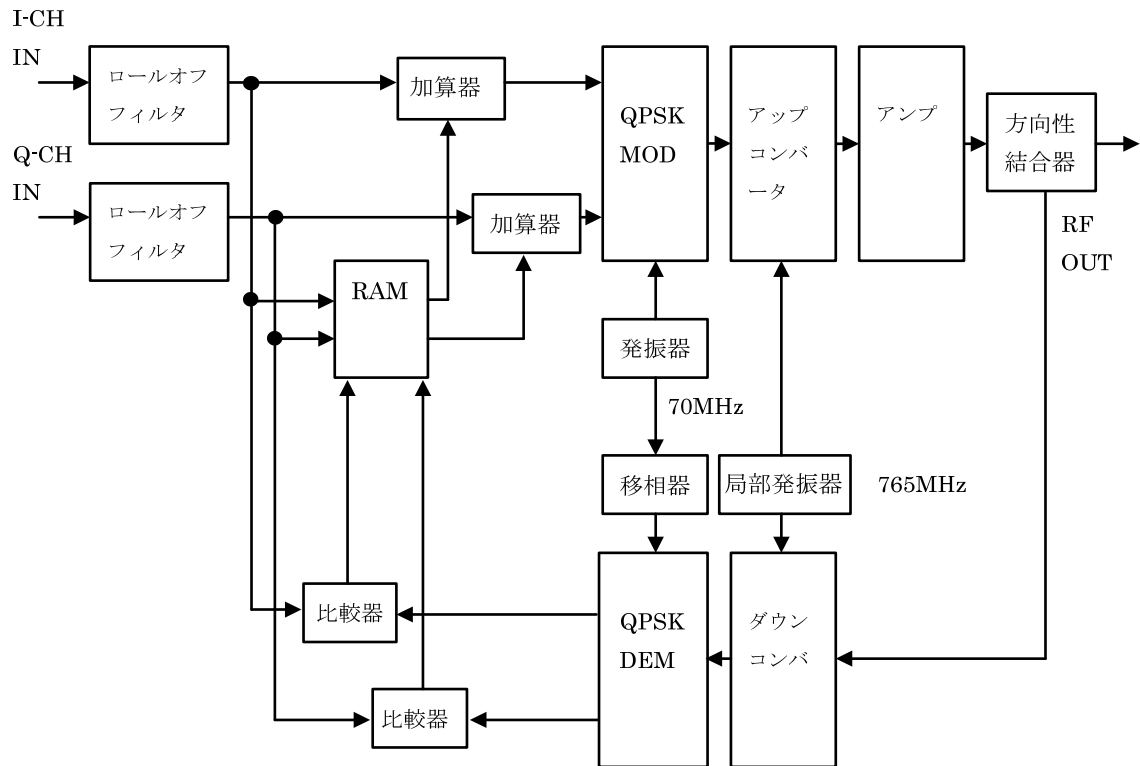 I-CH
IN
ロールオフ
フィルタ
加算器
QPSK
MOD
アップ
コンバ
ータ
アンプ
方向性
結合器
Q-CH
IN
ロールオフ
フィルタ
加算器
RF
OUT
RAM
発振器
70MHz
移相器
局部発振器
765MHz
比較器
QPSK
DEM
ダウン
コンバ
比較器